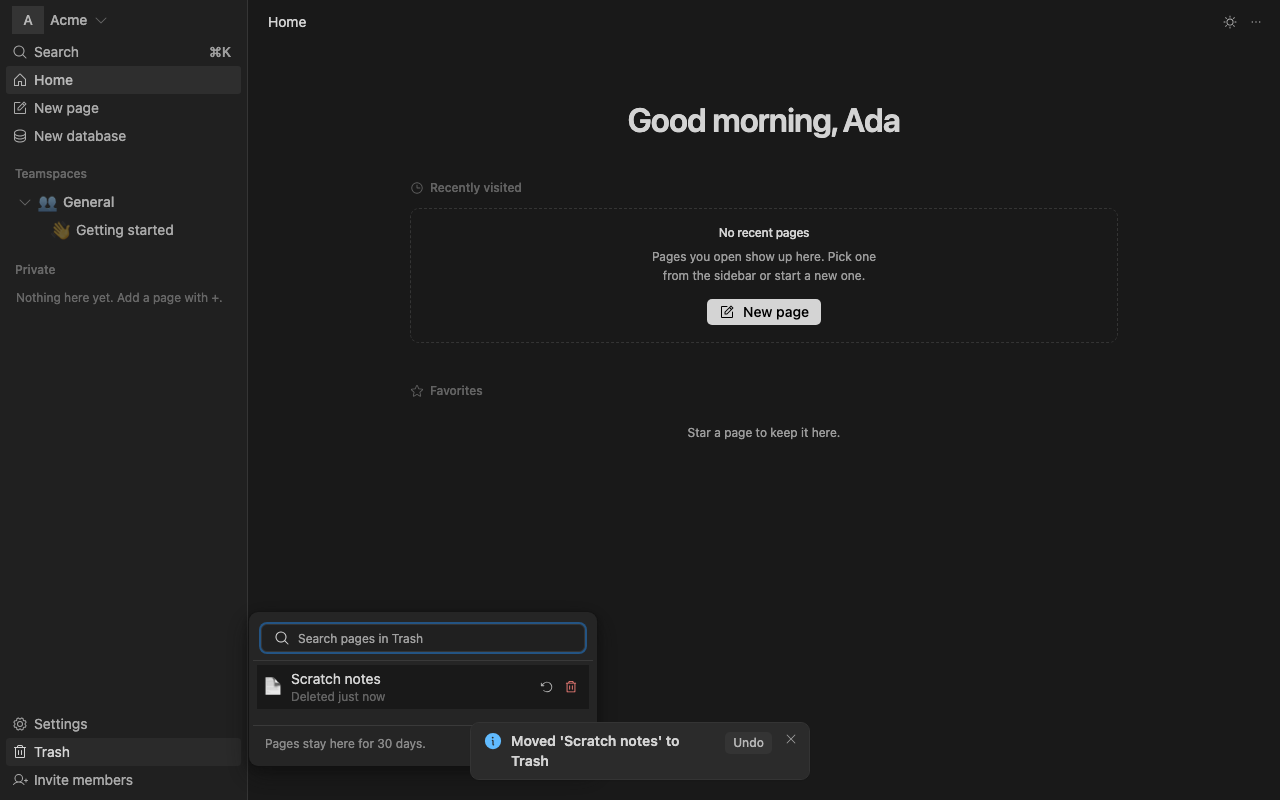 A Acme
Search ⌘K
Home
New page
New database
Teamspaces
General
Getting started
Private
Nothing here yet. Add a page with +.
Settings
Trash
Invite members
Home
Good morning, Ada
Recently visited
No recent pages
Pages you open show up here. Pick one
from the sidebar or start a new one.
New page
Favorites
Star a page to keep it here.
Search pages in Trash
Scratch notes
Deleted just now
Pages stay here for 30 days.
Moved 'Scratch notes' to
Trash
Undo